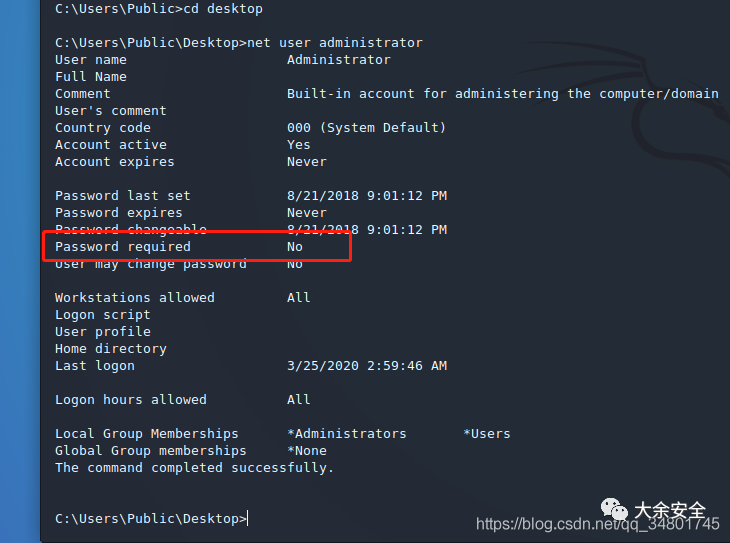 C:\Users\Public>cd desktop
C:\Users\Public\Desktop>net user administrator
User name                    Administrator
Full Name
Comment                      Built-in account for administering the computer/domain
User's comment
Country code                 000 (System Default)
Account active               Yes
Account expires              Never
Password last set            8/21/2018 9:01:12 PM
Password expires             Never
Password changeable          8/21/2018 9:01:12 PM
Password required            No
User may change password     No
Workstations allowed         All
Logon script
User profile
Home directory
Last logon                   3/25/2020 2:59:46 AM
Logon hours allowed          All
Local Group Memberships      *Administrators       *Users
Global Group memberships     *None
The command completed successfully.
C:\Users\Public\Desktop>
大余安全
https://blog.csdn.net/qq_34801745